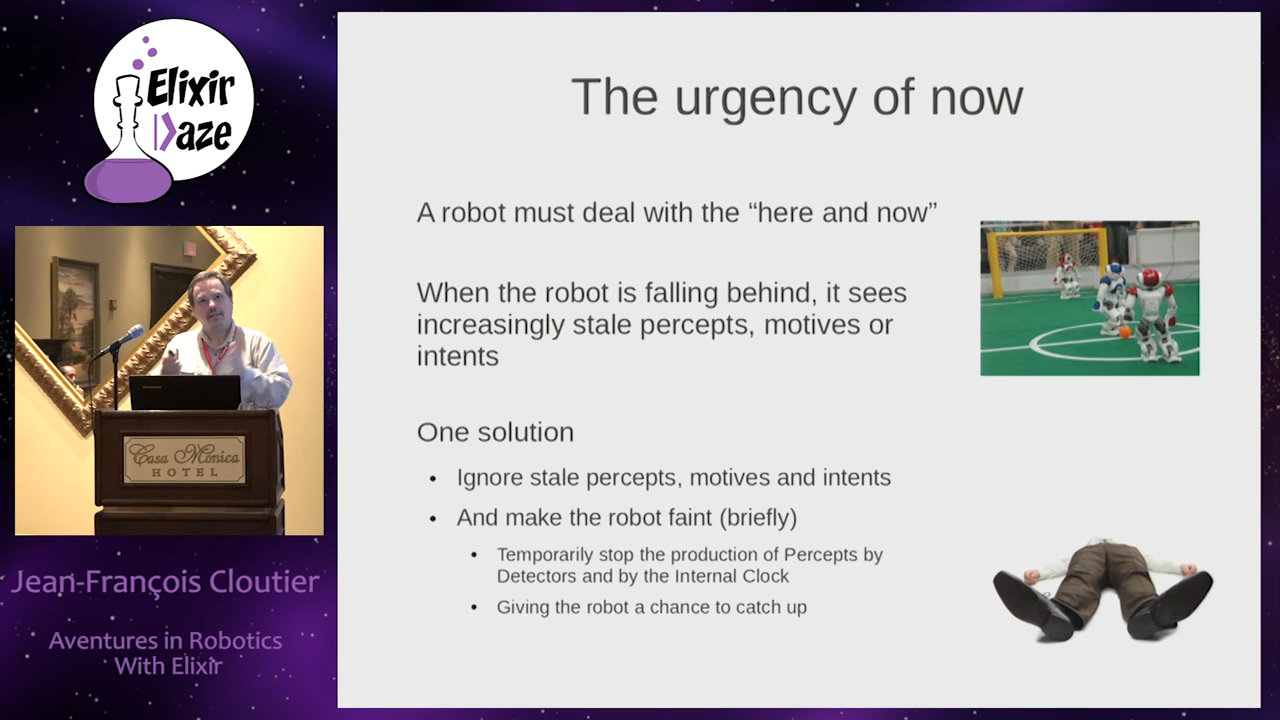 Elixir
Daze
Casa Monica
HOTEL
Jean-François Cloutier
Aventures in Robotics
With Elixir
The urgency of now
A robot must deal with the “here and now”
When the robot is falling behind, it sees
increasingly stale percepts, motives or
intents
One solution
• Ignore stale percepts, motives and intents
• And make the robot faint (briefly)
• Temporarily stop the production of Percepts by
Detectors and by the Internal Clock
• Giving the robot a chance to catch up